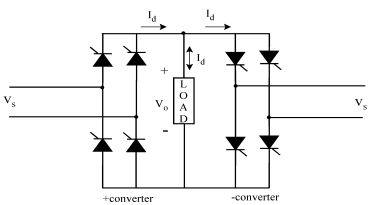 I_d I_d
I_d
+
V_s V_o LOAD V_s
-
+converter -converter